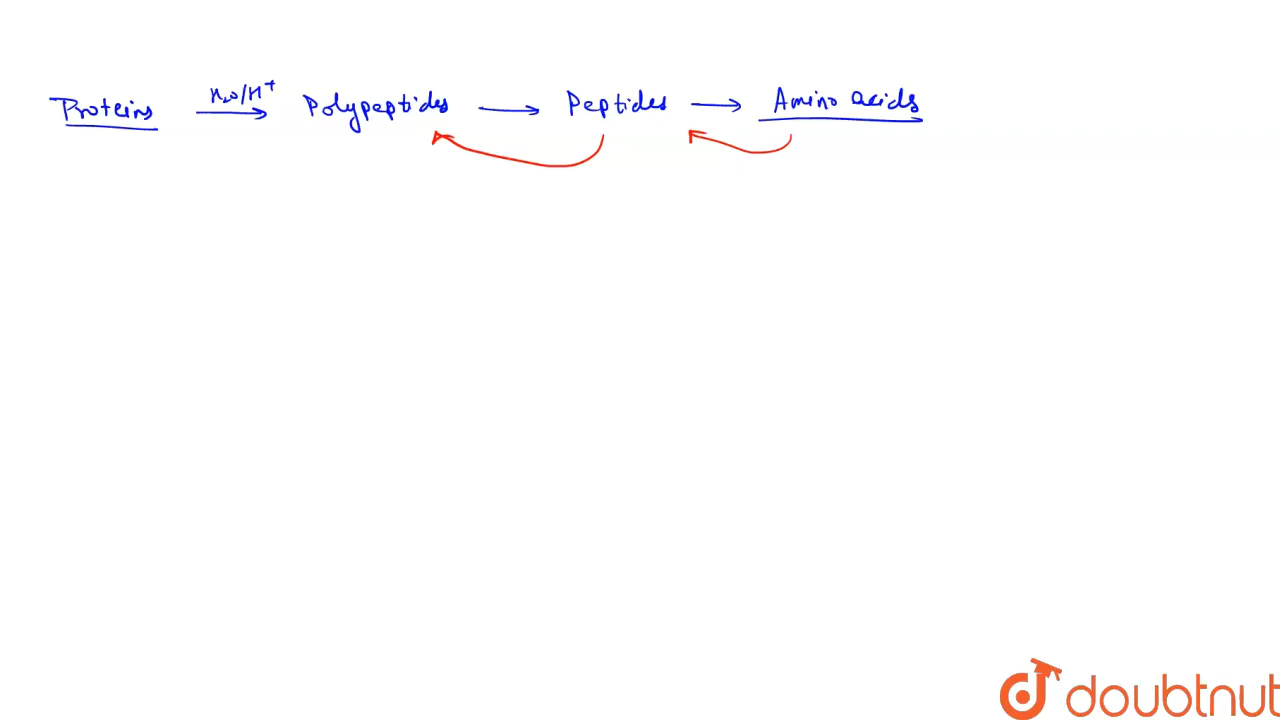 Proteins H₂O/H⁺ → Polypeptides → Peptides → Amino acids
doubtnut